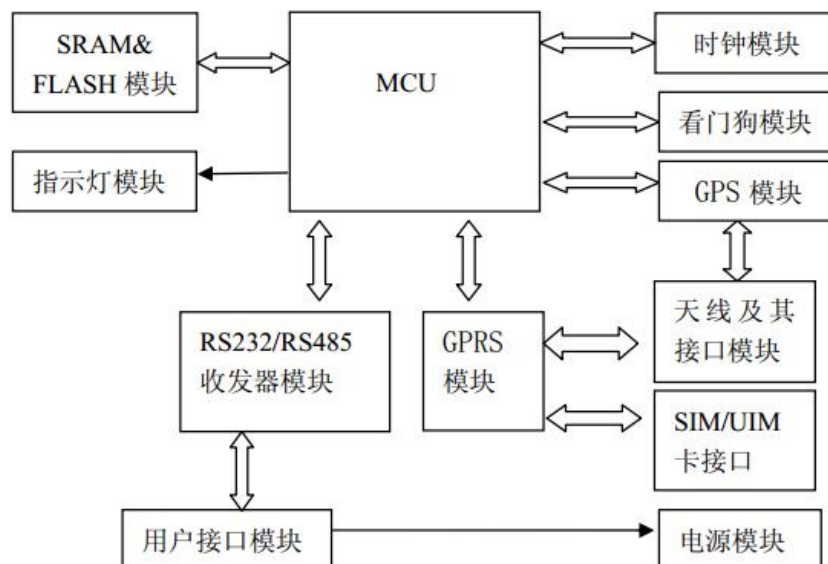 SRAM&
FLASH 模块
MCU
时钟模块
看门狗模块
指示灯模块
GPS 模块
RS232/RS485
收发器模块
GPRS
模块
天线及其
接口模块
SIM/UIM
卡接口
用户接口模块
电源模块